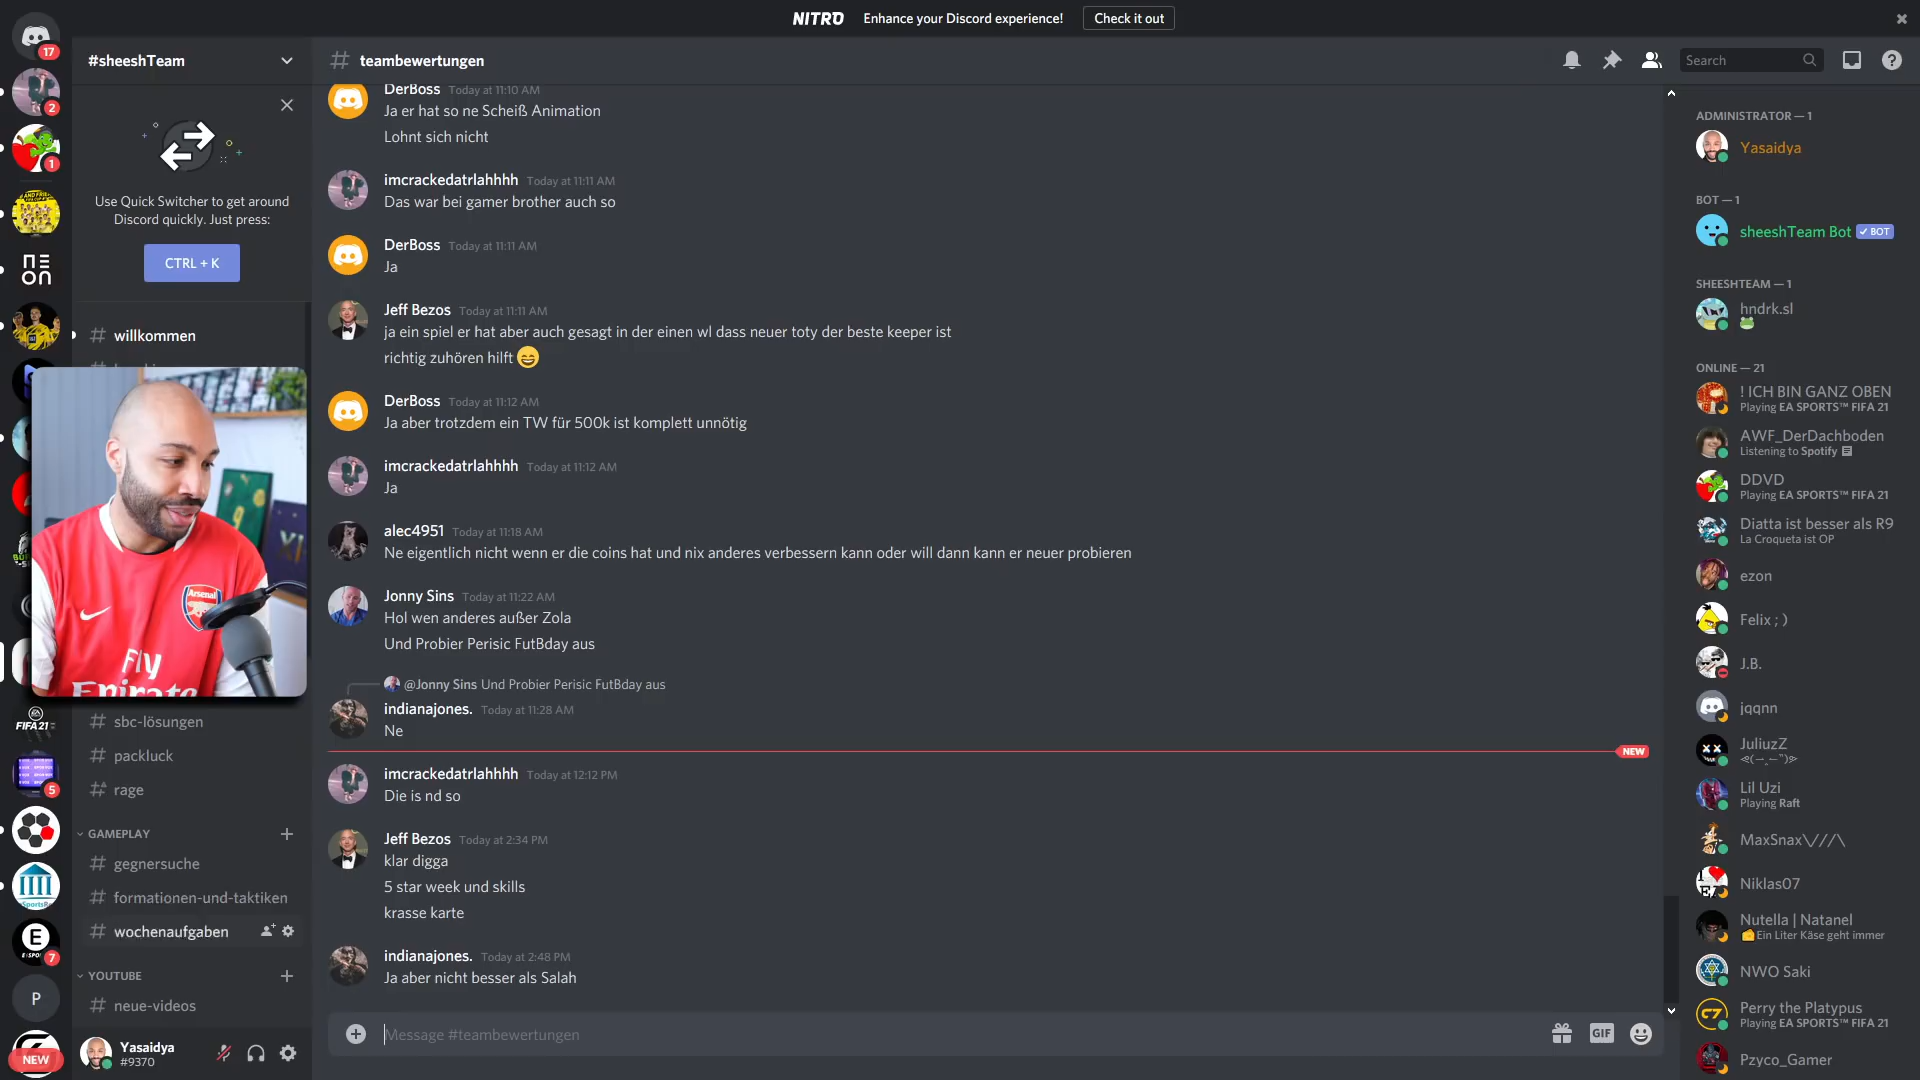 NITRO Enhance your Discord experience! Check it out
17
#sheeshTeam
# teambewertungen
Search
2
1
Use Quick Switcher to get around
Discord quickly. Just press:
CTRL + K
# willkommen
neon
Arsenal
Fly
Emirates
FIFA 21
# sbc-lösungen
# packluck
5
# rage
GAMEPLAY
# gegnersuche
# formationen-und-taktiken
# wochenaufgaben
E
7
YOUTUBE
P
# neue-videos
NEW
Yasaidya
#9370
DerBoss Today at 11:10 AM
Ja er hat so ne Scheiß Animation
Lohnt sich nicht
imcrackedatrlahhhh Today at 11:11 AM
Das war bei gamer brother auch so
DerBoss Today at 11:11 AM
Ja
Jeff Bezos Today at 11:11 AM
ja ein spiel er hat aber auch gesagt in der einen wl dass neuer toty der beste keeper ist
richtig zuhören hilft 😄
DerBoss Today at 11:12 AM
Ja aber trotzdem ein TW für 500k ist komplett unnötig
imcrackedatrlahhhh Today at 11:12 AM
Ja
alec4951 Today at 11:18 AM
Ne eigentlich nicht wenn er die coins hat und nix anderes verbessern kann oder will dann kann er neuer probieren
Jonny Sins Today at 11:22 AM
Hol wen anderes außer Zola
Und Probier Perisic FutBday aus
@Jonny Sins Und Probier Perisic FutBday aus
indianajones. Today at 11:28 AM
Ne
NEW
imcrackedatrlahhhh Today at 12:12 PM
Die is nd so
Jeff Bezos Today at 2:34 PM
klar digga
5 star week und skills
krasse karte
indianajones. Today at 2:48 PM
Ja aber nicht besser als Salah
Message #teambewertungen
GIF
ADMINISTRATOR — 1
Yasaidya
BOT — 1
sheeshTeam Bot ✓ BOT
SHEESHTEAM — 1
hndrk.sl
ONLINE — 21
! ICH BIN GANZ OBEN
Playing EA SPORTS™ FIFA 21
AWF_DerDachboden
Listening to Spotify
DDVD
Playing EA SPORTS™ FIFA 21
Diatta ist besser als R9
La Croqueta ist OP
ezon
Felix ; )
J.B.
jqqnn
JuliuzZ
Lil Uzi
Playing Raft
MaxSnax\///\
Niklas07
Nutella | Natanel
Ein Liter Käse geht immer
NWO Saki
Perry the Platypus
Playing EA SPORTS™ FIFA 21
Pzyco_Gamer